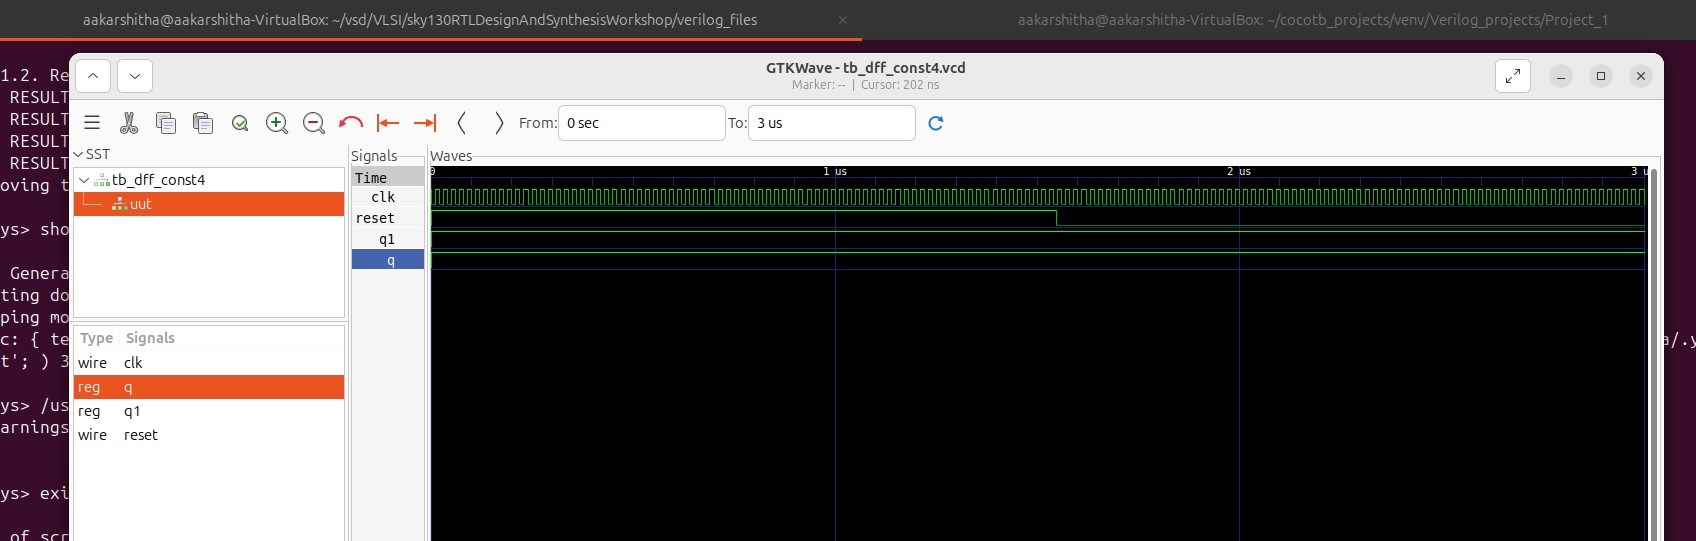 aakarshitha@aakarshitha-VirtualBox: ~/vsd/VLSI/sky130RTLDesignAndSynthesisWorkshop/verilog_files
aakarshitha@aakarshitha-VirtualBox: ~/cocotb_projects/venv/Verilog_projects/Project_1
GTKWave - tb_dff_const4.vcd
Marker: -- | Cursor: 202 ns
From: 0 sec To: 3 us
SST
tb_dff_const4
uut
Type Signals
wire clk
reg q
reg q1
wire reset
Signals
Time
clk
reset
q1
q
Waves
0 1 us 2 us 3 u
1.2. Re
RESULT
RESULT
RESULT
RESULT
oving t
ys> sho
Genera
ting do
ping mo
c: { te
a/.y
t'; ) 3
ys> /us
arnings
ys> exi
of scr